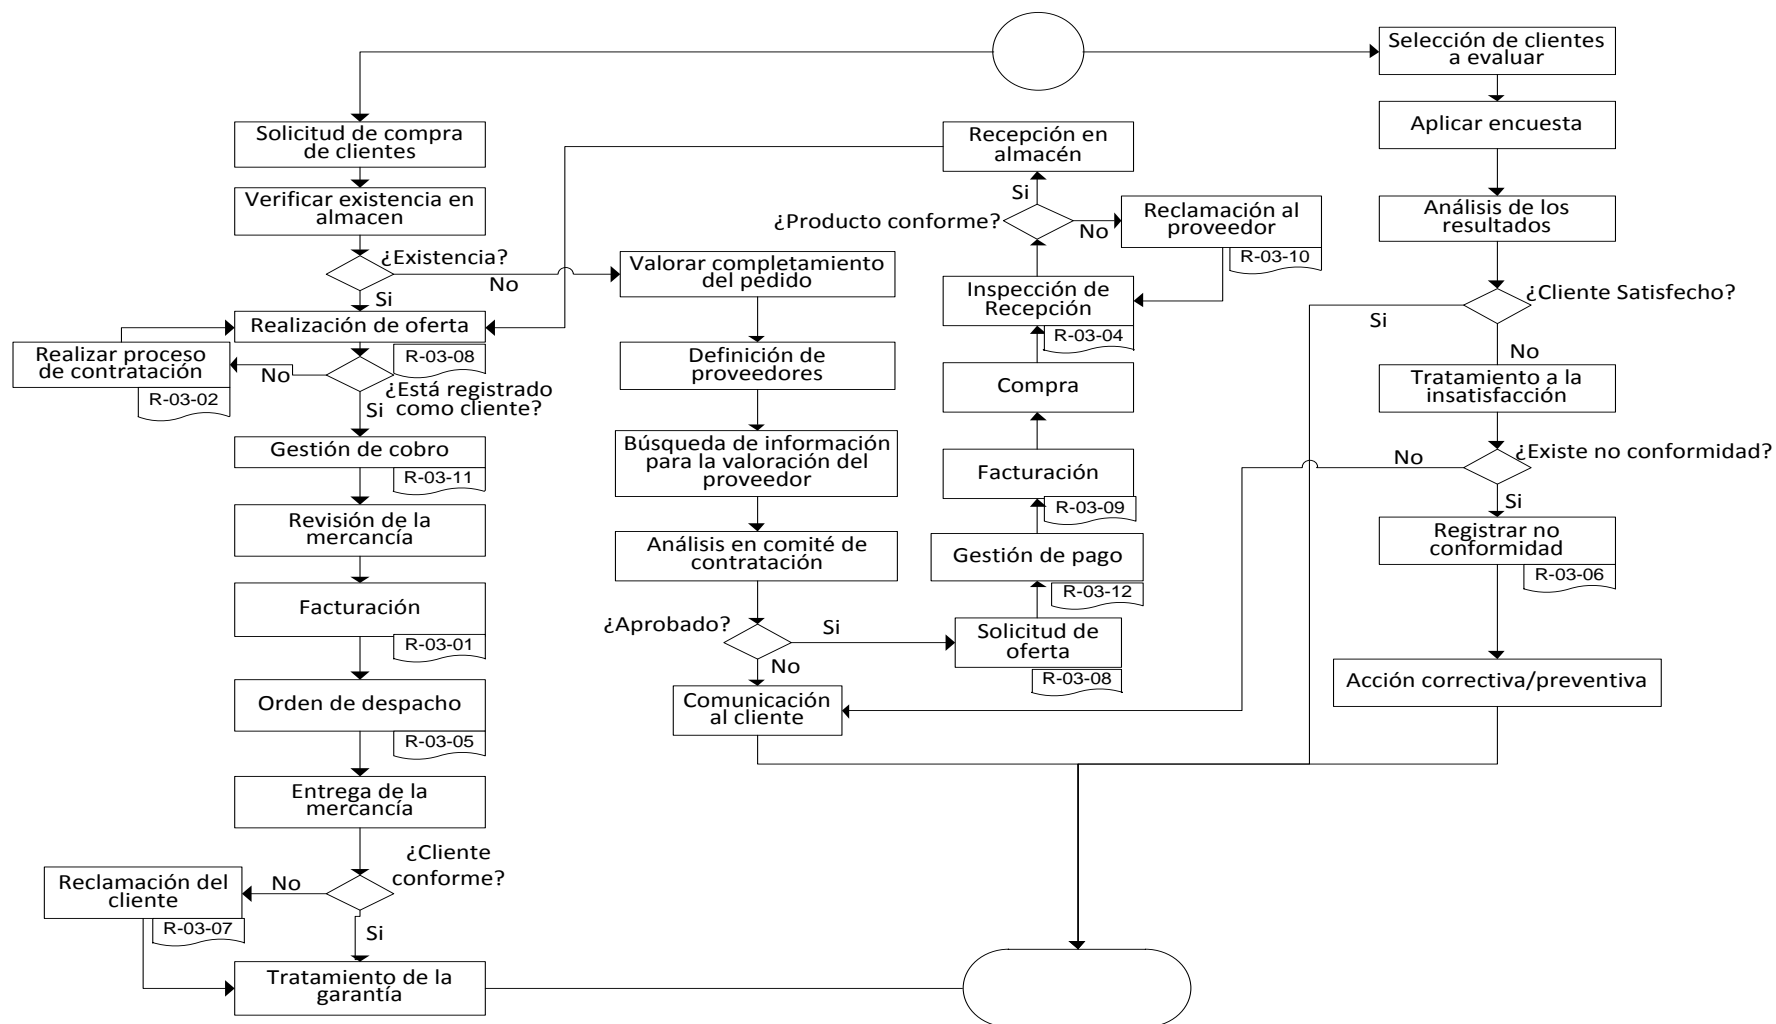 Selección de clientes
a evaluar
Solicitud de compra
de clientes
Verificar existencia en
almacen
¿Existencia?
No
Si
Realización de oferta
R-03-08
Realizar proceso
de contratación
R-03-02
No
¿Está registrado
como cliente?
Si
Gestión de cobro
R-03-11
Revisión de la
mercancía
Facturación
R-03-01
Orden de despacho
R-03-05
Entrega de la
mercancía
¿Cliente
conforme?
No
Reclamación del
cliente
R-03-07
Si
Tratamiento de la
garantía
Valorar completamiento
del pedido
Definición de
proveedores
Búsqueda de información
para la valoración del
proveedor
Análisis en comité de
contratación
¿Aprobado?
Si
No
Comunicación
al cliente
Recepción en
almacén
Si
¿Producto conforme?
No
Reclamación al
proveedor
R-03-10
Inspección de
Recepción
R-03-04
Compra
Facturación
R-03-09
Gestión de pago
R-03-12
Solicitud de
oferta
R-03-08
Aplicar encuesta
Análisis de los
resultados
¿Cliente Satisfecho?
Si
No
Tratamiento a la
insatisfacción
¿Existe no conformidad?
No
Si
Registrar no
conformidad
R-03-06
Acción correctiva/preventiva